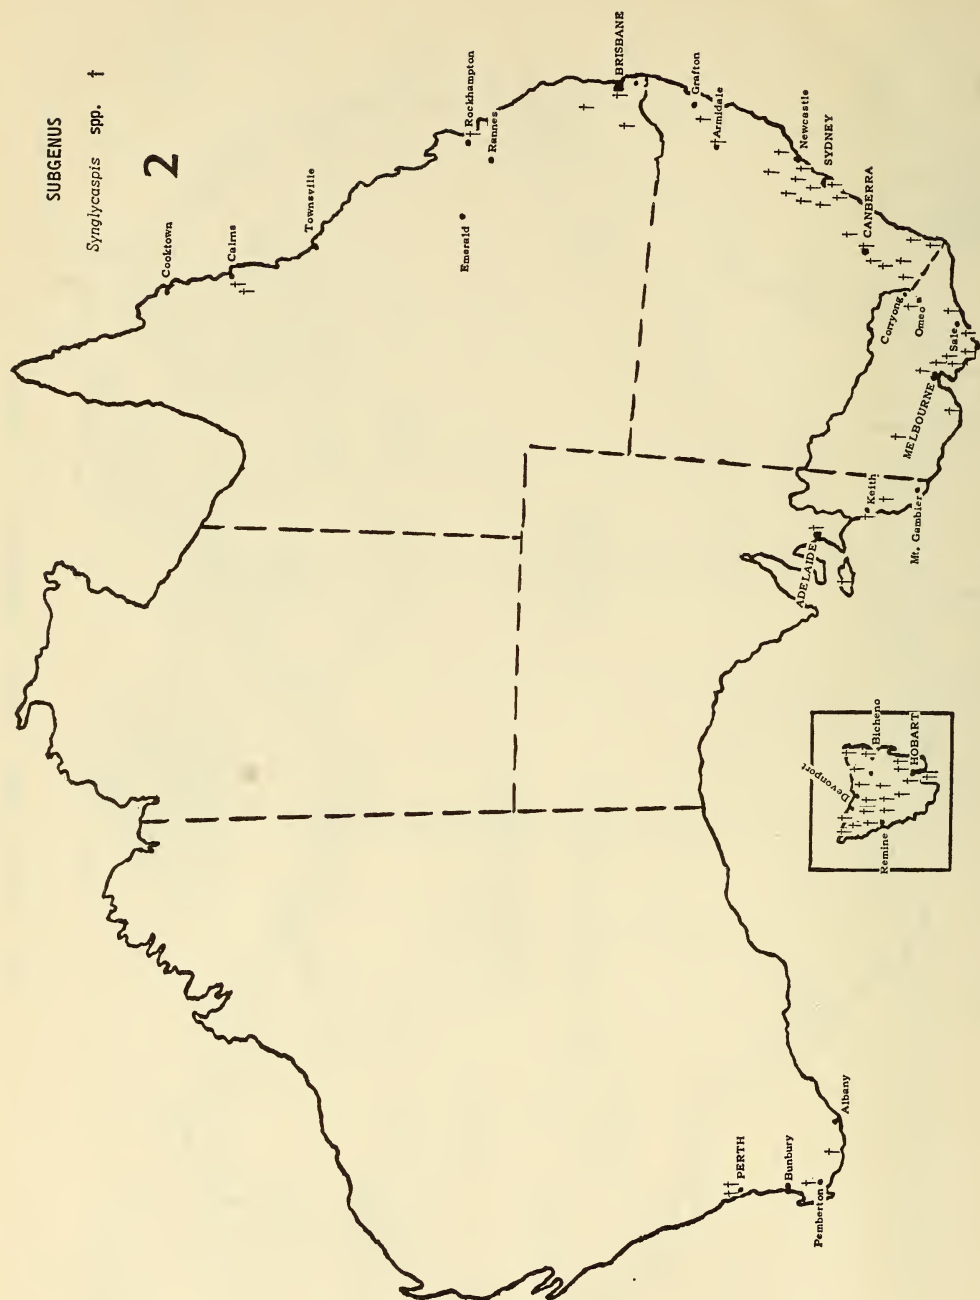 SUBGENUS
Synglycaspis spp. †
2
Cooktown
Cairns
Townsville
Emerald
Rockhampton
Rannes
BRISBANE
Grafton
Armidale
Newcastle
SYDNEY
CANBERRA
Corryong
Omeo
Sale
MELBOURNE
Keith
Mt. Gambier
ADELAIDE
Devonport
Bicheno
HOBART
Remine
Albany
PERTH
Bunbury
Pemberton